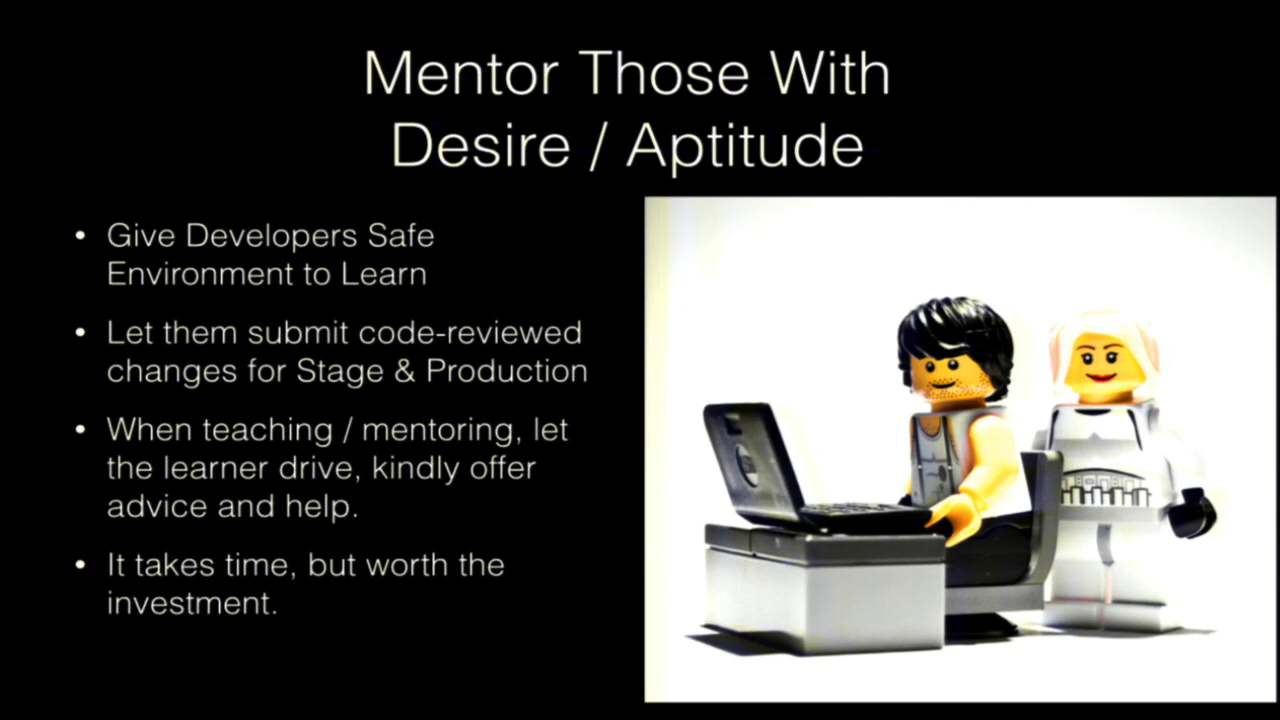 Mentor Those With
Desire / Aptitude
• Give Developers Safe
Environment to Learn
• Let them submit code-reviewed
changes for Stage & Production
• When teaching / mentoring, let
the learner drive, kindly offer
advice and help.
• It takes time, but worth the
investment.